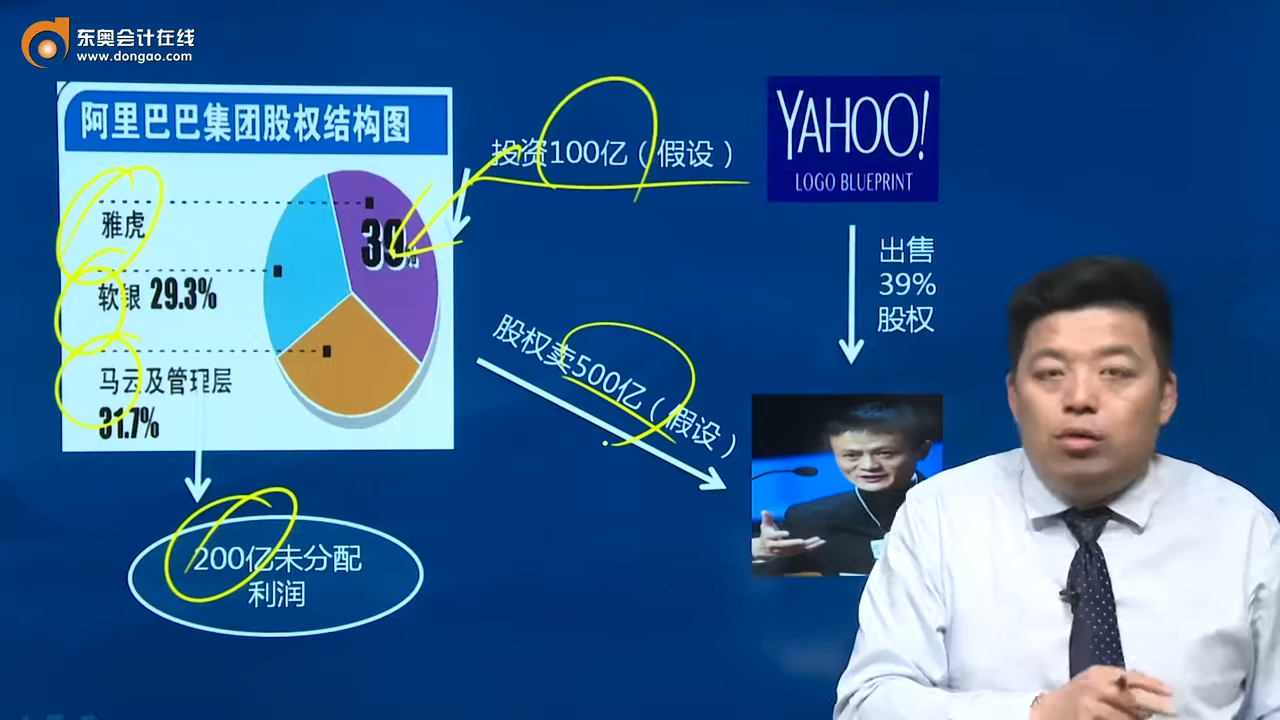 东奥会计在线
www.dongao.com
阿里巴巴集团股权结构图
雅虎
39%
软银 29.3%
马云及管理层
31.7%
200亿未分配
利润
投资100亿（假设）
YAHOO!
LOGO BLUEPRINT
出售
39%
股权
股权卖500亿（假设）